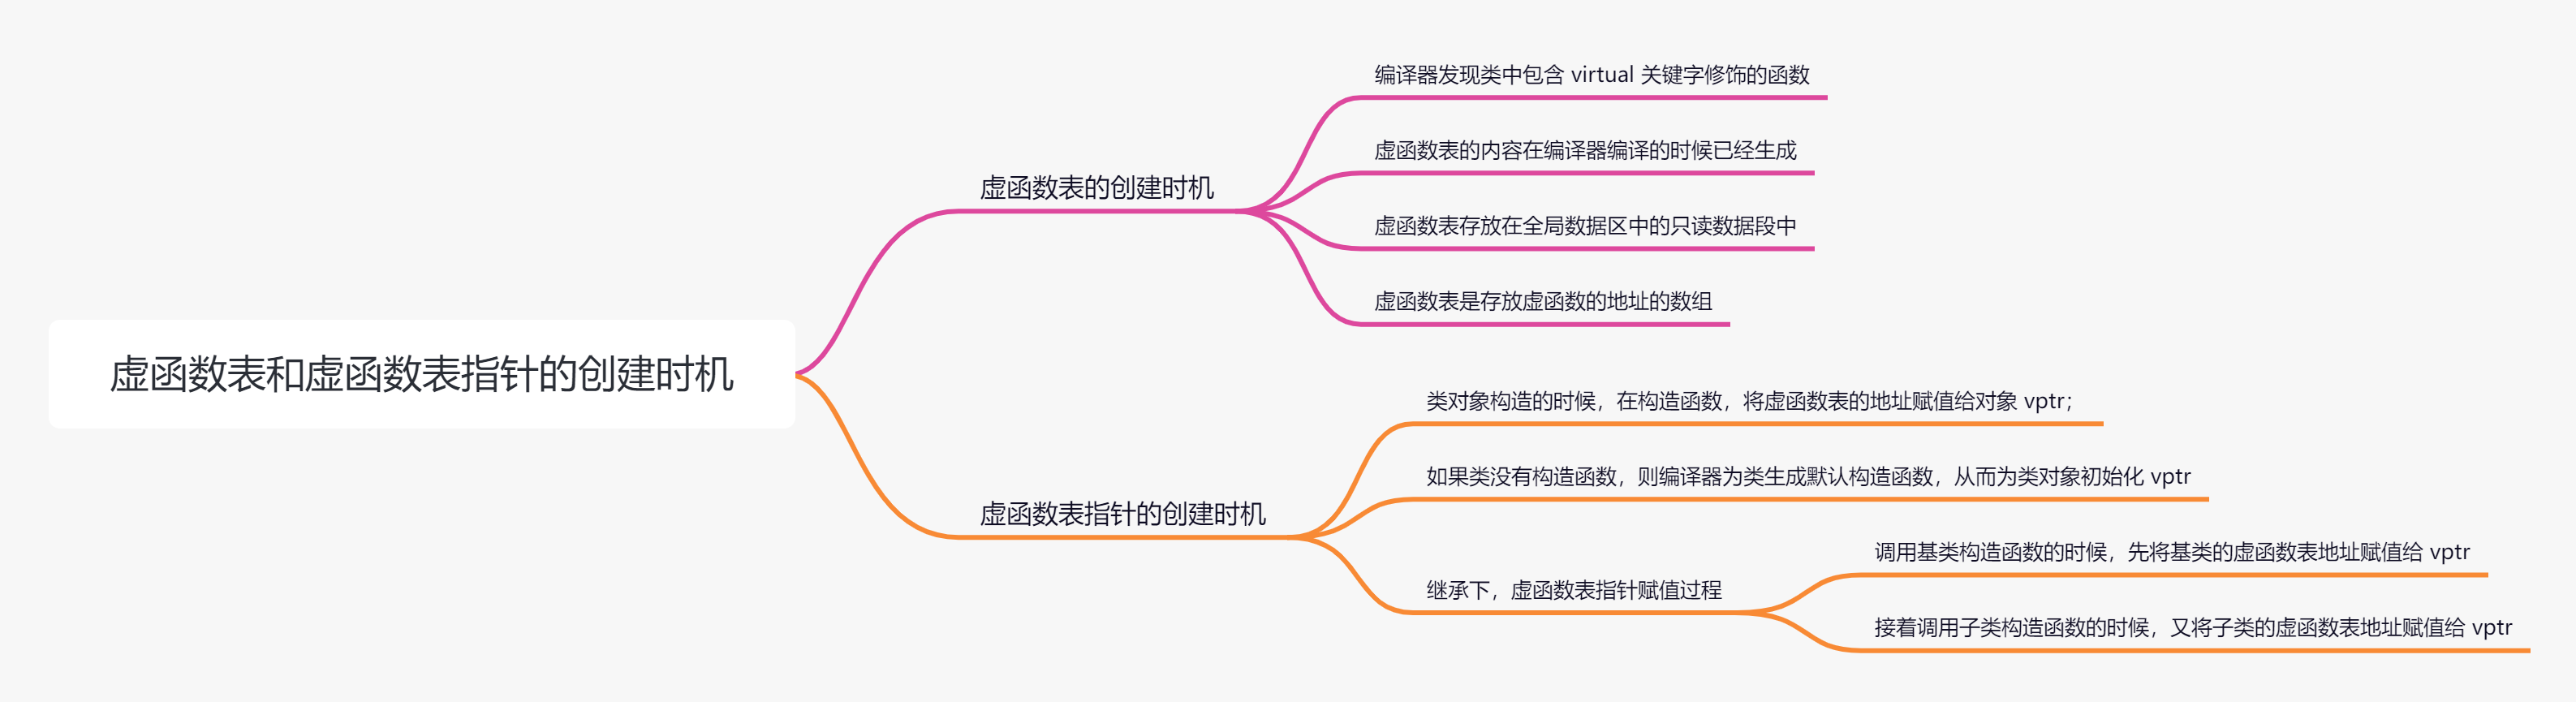 虚函数表和虚函数表指针的创建时机
虚函数表的创建时机
编译器发现类中包含 virtual 关键字修饰的函数
虚函数表的内容在编译器编译的时候已经生成
虚函数表存放在全局数据区中的只读数据段中
虚函数表是存放虚函数的地址的数组
虚函数表指针的创建时机
类对象构造的时候，在构造函数，将虚函数表的地址赋值给对象 vptr；
如果类没有构造函数，则编译器为类生成默认构造函数，从而为类对象初始化 vptr
继承下，虚函数表指针赋值过程
调用基类构造函数的时候，先将基类的虚函数表地址赋值给 vptr
接着调用子类构造函数的时候，又将子类的虚函数表地址赋值给 vptr